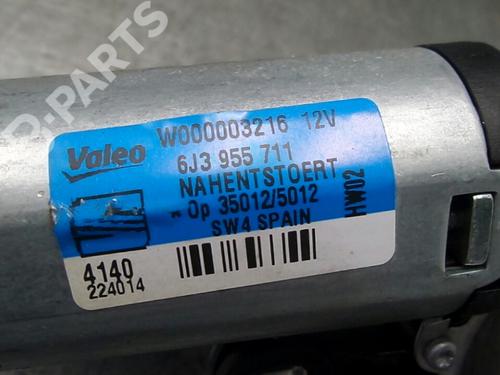 B-PARTS
Valeo
W000003216 12V
6J3 955 711
NAHENTSTOERT
* Op 35012/5012
SW4 SPAIN
HW02
4140
224014